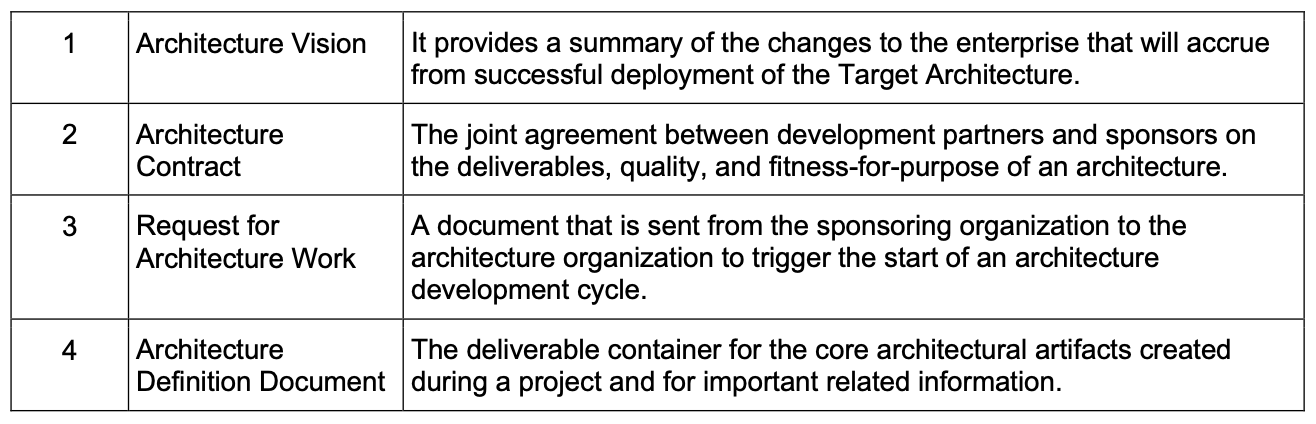 1 Architecture Vision It provides a summary of the changes to the enterprise that will accrue
from successful deployment of the Target Architecture.
2 Architecture The joint agreement between development partners and sponsors on
Contract the deliverables, quality, and fitness-for-purpose of an architecture.
3 Request for A document that is sent from the sponsoring organization to the
Architecture Work architecture organization to trigger the start of an architecture
development cycle.
4 Architecture The deliverable container for the core architectural artifacts created
Definition Document during a project and for important related information.